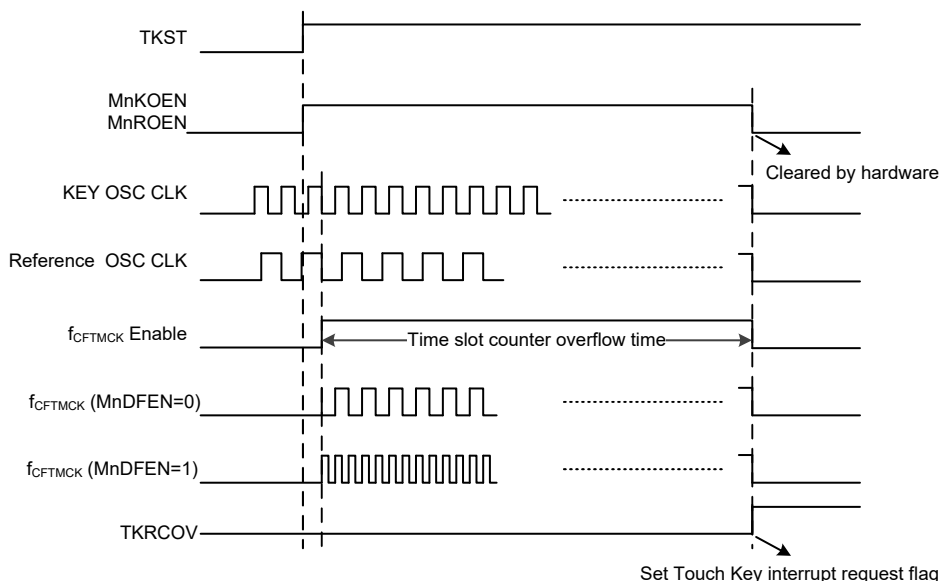 TKST
MnKOEN
MnROEN
Cleared by hardware
KEY OSC CLK
Reference OSC CLK
fCFTMCK Enable
Time slot counter overflow time
fCFTMCK (MnDFEN=0)
fCFTMCK (MnDFEN=1)
TKRCOV
Set Touch Key interrupt request flag